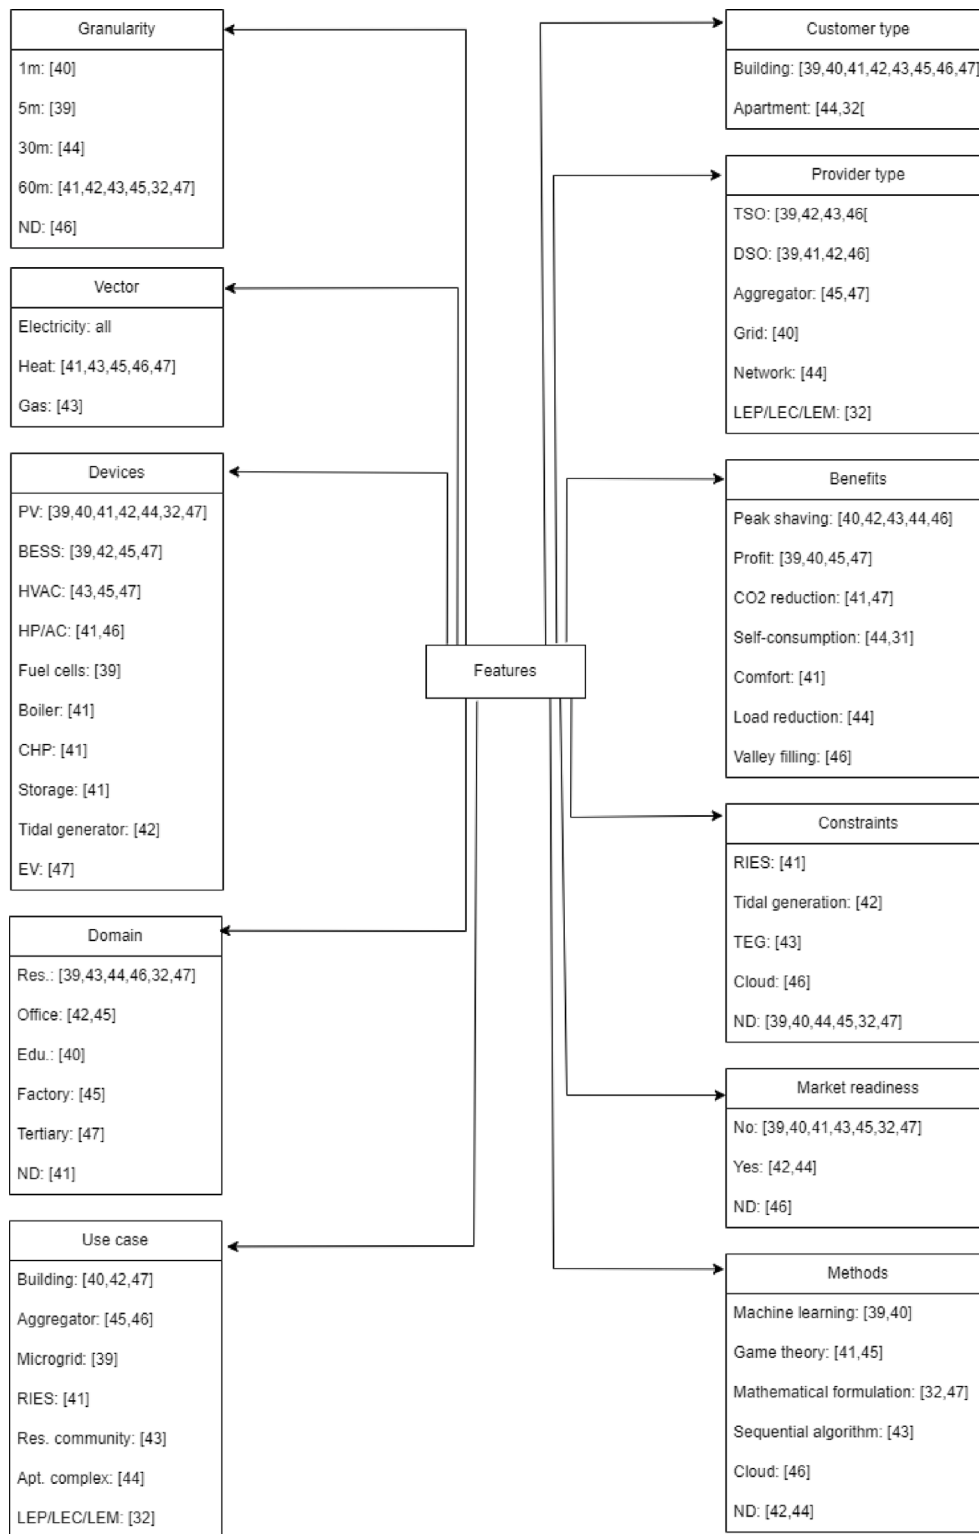 Granularity
1m: [40]
5m: [39]
30m: [44]
60m: [41,42,43,45,32,47]
ND: [46]
Vector
Electricity: all
Heat: [41,43,45,46,47]
Gas: [43]
Devices
PV: [39,40,41,42,44,32,47]
BESS: [39,42,45,47]
HVAC: [43,45,47]
HP/AC: [41,46]
Fuel cells: [39]
Boiler: [41]
CHP: [41]
Storage: [41]
Tidal generator: [42]
EV: [47]
Domain
Res.: [39,43,44,46,32,47]
Office: [42,45]
Edu.: [40]
Factory: [45]
Tertiary: [47]
ND: [41]
Use case
Building: [40,42,47]
Aggregator: [45,46]
Microgrid: [39]
RIES: [41]
Res. community: [43]
Apt. complex: [44]
LEP/LEC/LEM: [32]
Features
Customer type
Building: [39,40,41,42,43,45,46,47]
Apartment: [44,32[
Provider type
TSO: [39,42,43,46[
DSO: [39,41,42,46]
Aggregator: [45,47]
Grid: [40]
Network: [44]
LEP/LEC/LEM: [32]
Benefits
Peak shaving: [40,42,43,44,46]
Profit: [39,40,45,47]
CO2 reduction: [41,47]
Self-consumption: [44,31]
Comfort: [41]
Load reduction: [44]
Valley filling: [46]
Constraints
RIES: [41]
Tidal generation: [42]
TEG: [43]
Cloud: [46]
ND: [39,40,44,45,32,47]
Market readiness
No: [39,40,41,43,45,32,47]
Yes: [42,44]
ND: [46]
Methods
Machine learning: [39,40]
Game theory: [41,45]
Mathematical formulation: [32,47]
Sequential algorithm: [43]
Cloud: [46]
ND: [42,44]